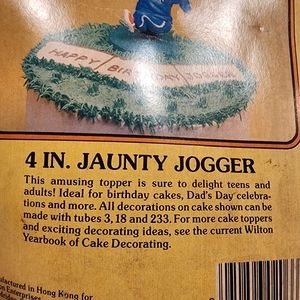 HAPPY BIRTHDAY JOGGER
4 IN. JAUNTY JOGGER
This amusing topper is sure to delight teens and
adults! Ideal for birthday cakes, Dad's Day celebra-
tions and more. All decorations on cake shown can be
made with tubes 3, 18 and 233. For more cake toppers
and exciting decorating ideas, see the current Wilton
Yearbook of Cake Decorating.
in Hong Kong for
Enterprises